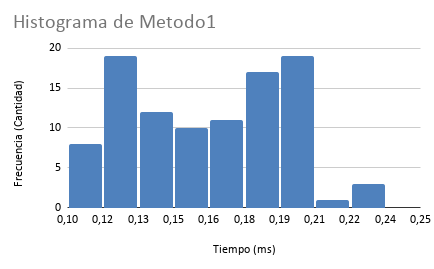 Histograma de Metodo1
Frecuencia (Cantidad)
20
15
10
5
0
0,10 0,12 0,13 0,15 0,16 0,18 0,19 0,21 0,22 0,24 0,25
Tiempo (ms)